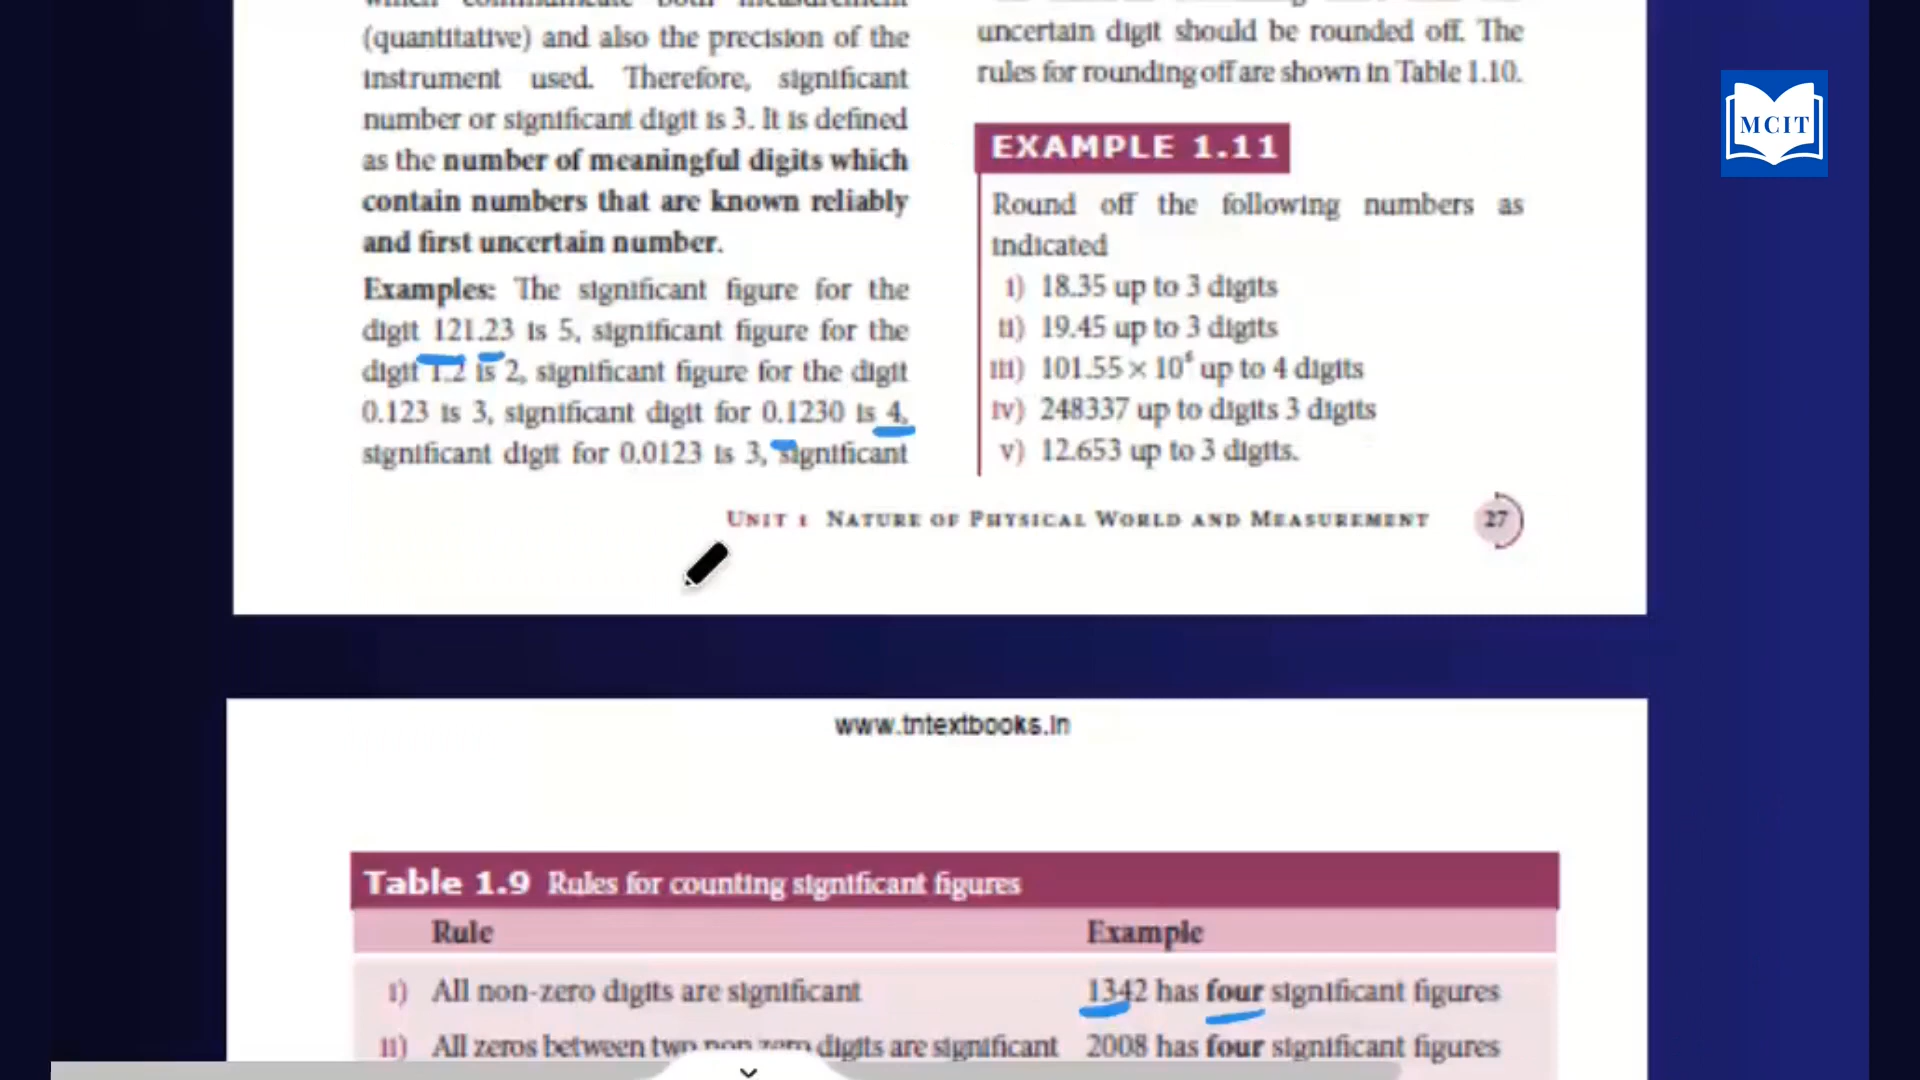 which communicate both measurement
(quantitative) and also the precision of the
instrument used. Therefore, significant
number or significant digit is 3. It is defined
as the number of meaningful digits which
contain numbers that are known reliably
and first uncertain number.
Examples: The significant figure for the
digit 121.23 is 5, significant figure for the
digit 1.2 is 2, significant figure for the digit
0.123 is 3, significant digit for 0.1230 is 4,
significant digit for 0.0123 is 3, significant
uncertain digit should be rounded off. The
rules for rounding off are shown in Table 1.10.
EXAMPLE 1.11
Round off the following numbers as
indicated
i) 18.35 up to 3 digits
ii) 19.45 up to 3 digits
iii) 101.55 × 10⁶ up to 4 digits
iv) 248337 up to digits 3 digits
v) 12.653 up to 3 digits.
UNIT 1 NATURE OF PHYSICAL WORLD AND MEASUREMENT
27
MCIT
www.tntextbooks.in
Table 1.9 Rules for counting significant figures
Rule Example
i) All non-zero digits are significant 1342 has four significant figures
ii) All zeros between two non zero digits are significant 2008 has four significant figures